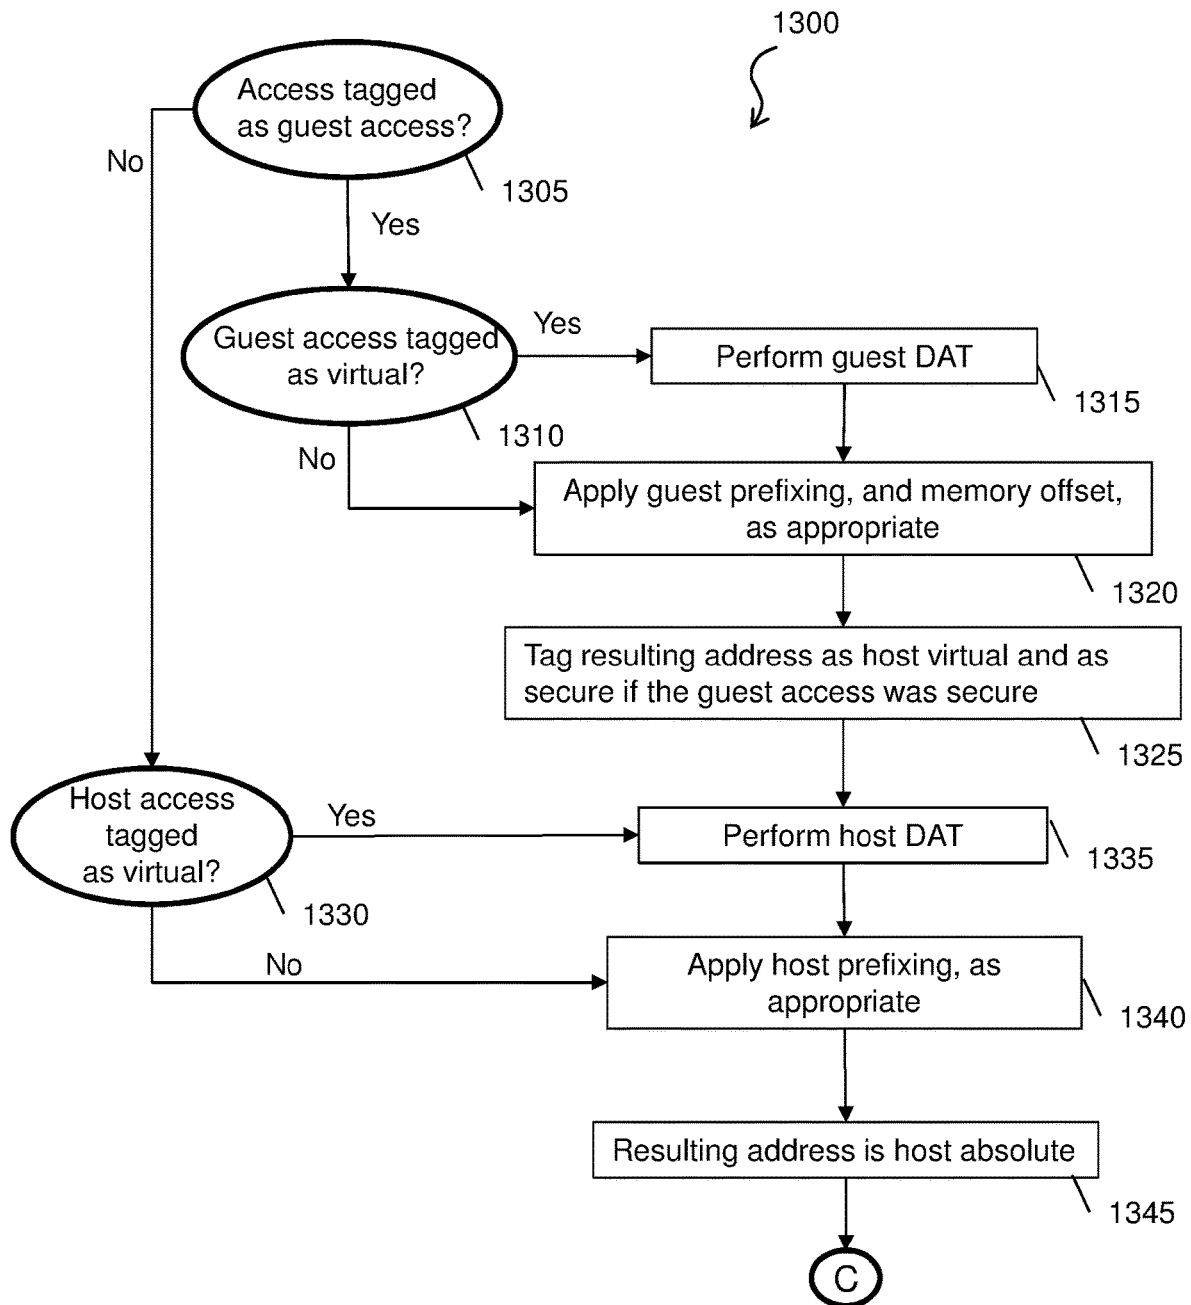 1300
Access tagged
as guest access?
No
1305
Yes
Guest access tagged
as virtual?
Yes
Perform guest DAT
1315
1310
No
Apply guest prefixing, and memory offset,
as appropriate
1320
Tag resulting address as host virtual and as
secure if the guest access was secure
1325
Host access
tagged
as virtual?
Yes
Perform host DAT
1335
1330
No
Apply host prefixing, as
appropriate
1340
Resulting address is host absolute
1345
C